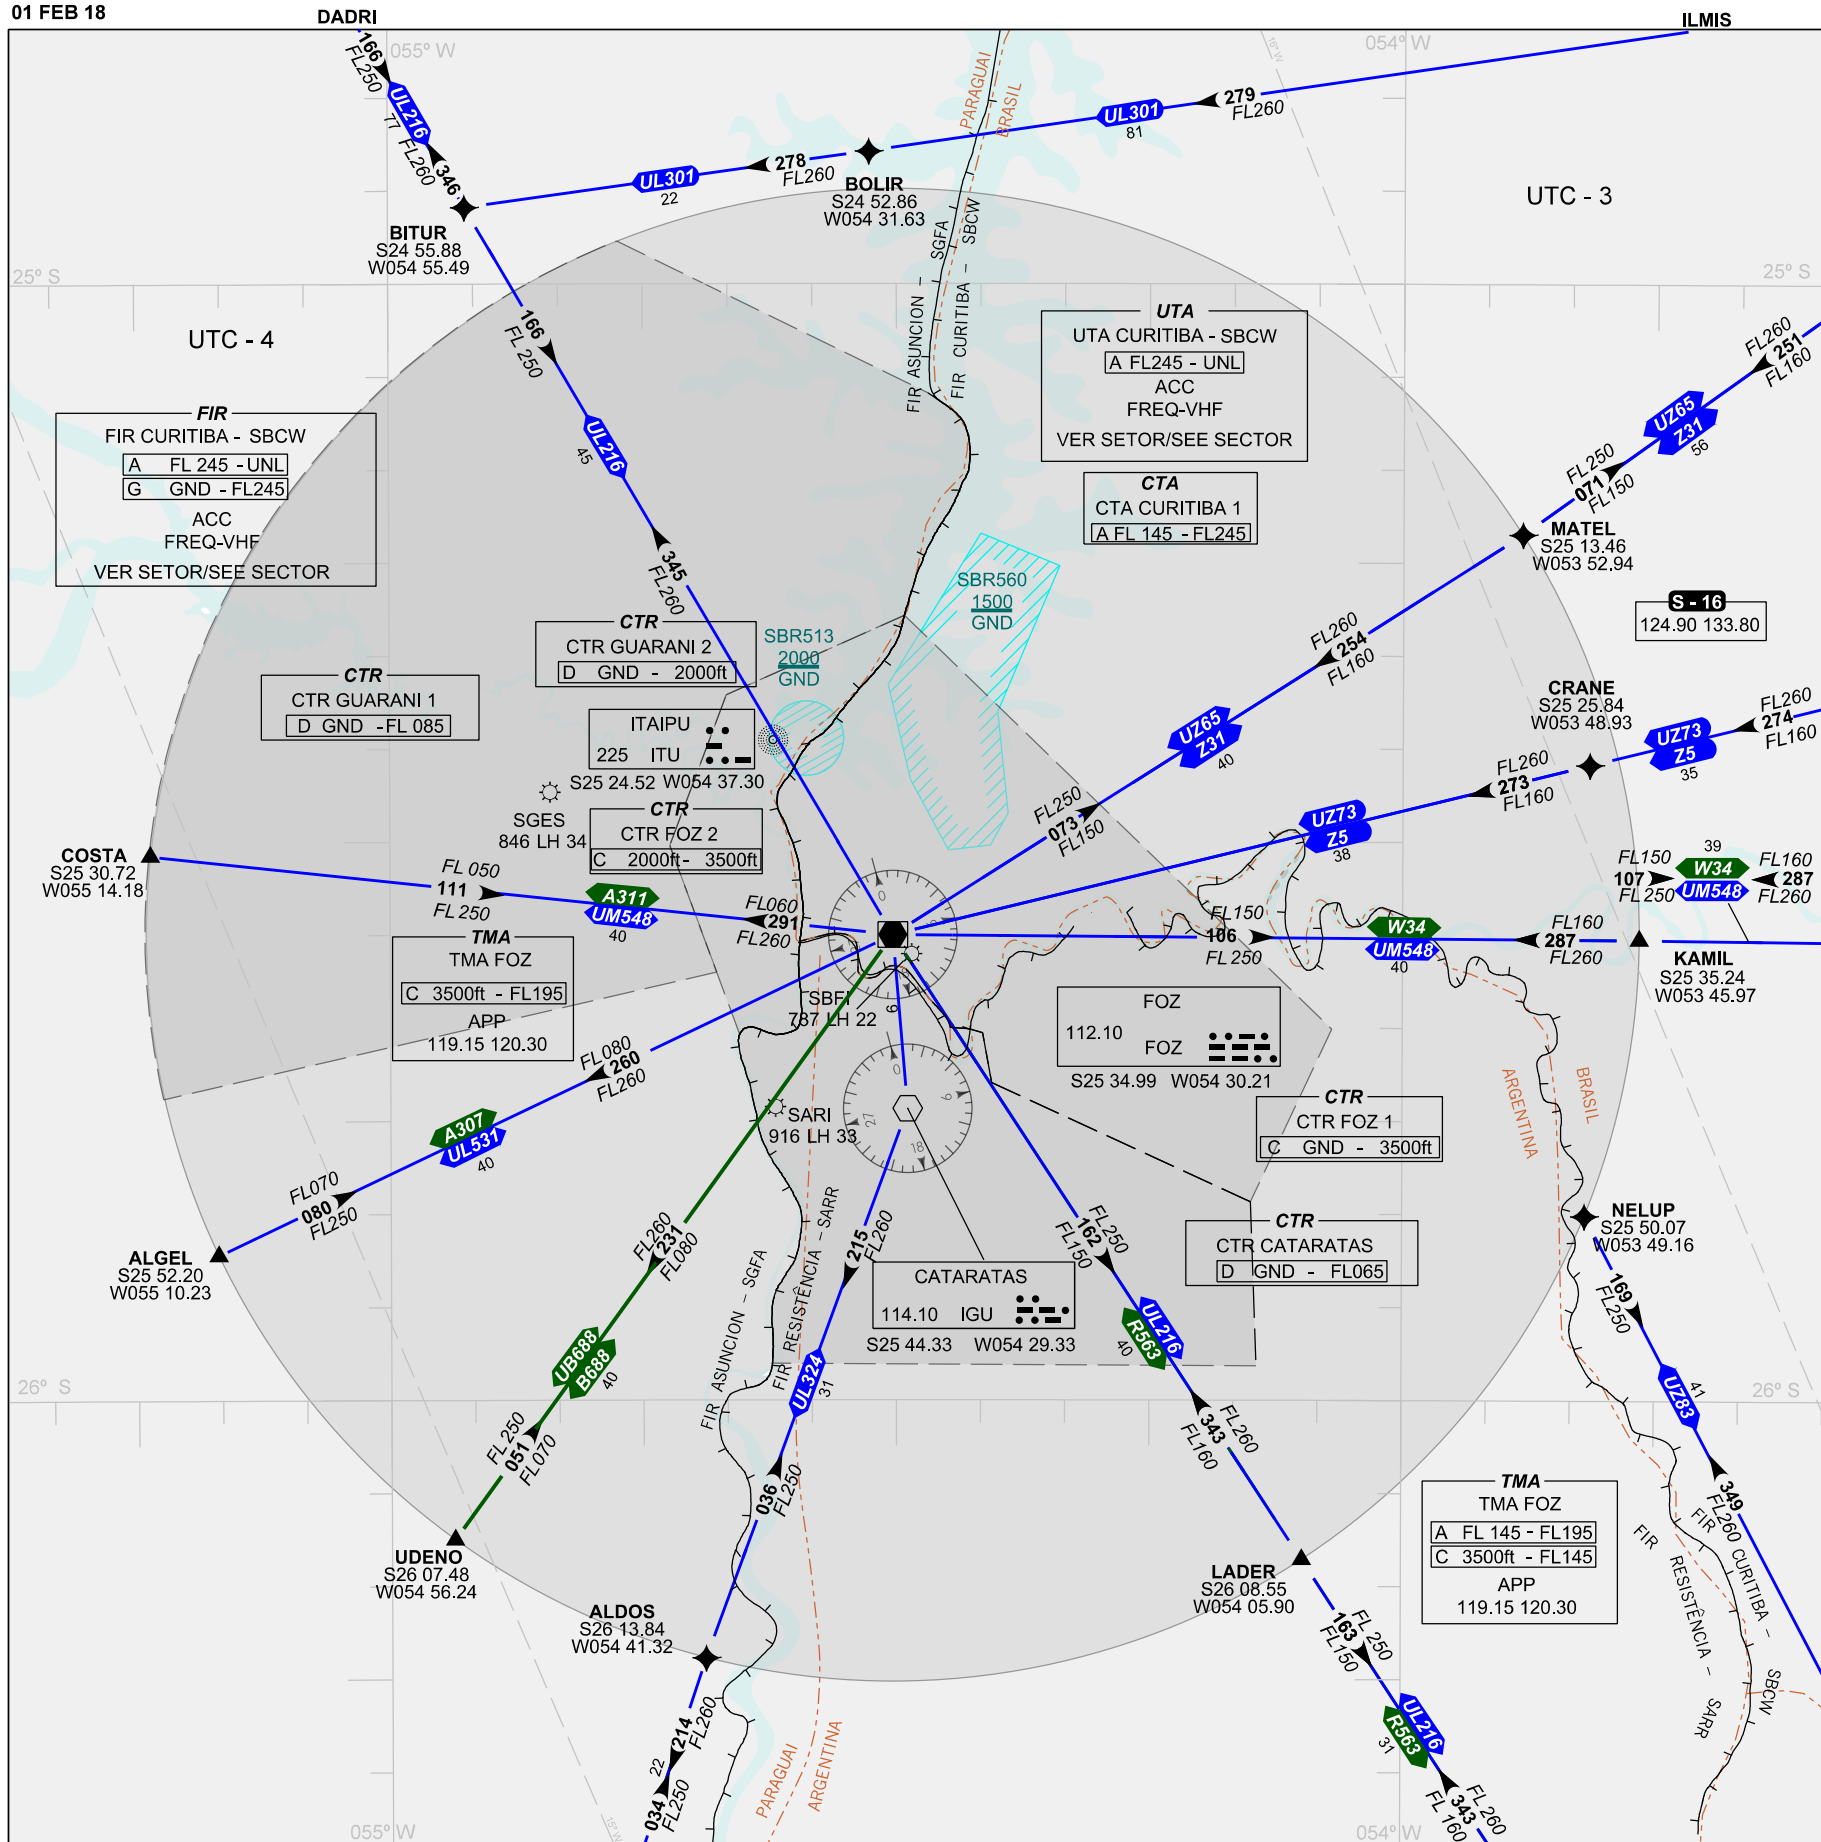 01 FEB 18
DADRI
ILMIS
055° W
054° W
16° W
166
FL250
UL216
77
FL260
346
PARAGUAI
BRASIL
279
FL260
UL301
81
278
FL260
UL301
22
BOLIR
S24 52.86
W054 31.63
BITUR
S24 55.88
W054 55.49
UTC - 3
25° S
25° S
UTC - 4
166
FL 250
FIR ASUNCION - SGFA
FIR CURITIBA - SBCW
UTA
UTA CURITIBA - SBCW
A FL245 - UNL
ACC
FREQ-VHF
VER SETOR/SEE SECTOR
FL260
251
FL160
FIR
FIR CURITIBA - SBCW
A FL 245 - UNL
G GND - FL245
ACC
FREQ-VHF
VER SETOR/SEE SECTOR
UL216
45
UZ65
Z31
56
CTA
CTA CURITIBA 1
A FL 145 - FL245
FL250
071
FL150
MATEL
S25 13.46
W053 52.94
345
FL260
SBR560
1500
GND
S - 16
124.90 133.80
CTR
CTR GUARANI 2
D GND - 2000ft
SBR513
2000
GND
FL260
254
FL160
CTR
CTR GUARANI 1
D GND - FL 085
CRANE
S25 25.84
W053 48.93
FL260
274
FL160
ITAIPU
225 ITU
S25 24.52 W054 37.30
UZ65
Z31
40
UZ73
Z5
35
SGES
846 LH 34
CTR
CTR FOZ 2
C 2000ft - 3500ft
FL260
273
FL160
FL250
073
FL150
UZ73
Z5
38
COSTA
S25 30.72
W055 14.18
FL 050
111
FL 250
A311
UM548
40
FL060
291
FL260
39
FL150
107
FL250
W34
UM548
FL160
287
FL260
FL150
106
FL 250
W34
UM548
40
FL160
287
FL260
KAMIL
S25 35.24
W053 45.97
TMA
TMA FOZ
C 3500ft - FL195
APP
119.15 120.30
SBFI
787 LH 22
FOZ
112.10
FOZ
S25 34.99 W054 30.21
FL080
260
FL260
SARI
916 LH 33
0
9
18
27
CTR
CTR FOZ 1
C GND - 3500ft
ARGENTINA
BRASIL
A307
UL531
40
FL070
080
FL250
ALGEL
S25 52.20
W055 10.23
FL260
231
FL080
215
FL260
162
FL250
FL150
CTR
CTR CATARATAS
D GND - FL065
NELUP
S25 50.07
W053 49.16
CATARATAS
114.10 IGU
S25 44.33 W054 29.33
169
FL250
FIR ASUNCION - SGFA
FIR RESISTÊNCIA - SARR
UB688
B688
40
UL324
31
UL216
R563
40
UZ83
41
26° S
26° S
FL250
051
FL070
036
FL250
343
FL260
FL160
349
FL260
TMA
TMA FOZ
A FL 145 - FL195
C 3500ft - FL145
APP
119.15 120.30
FIR CURITIBA - SBCW
FIR RESISTÊNCIA - SARR
UDENO
S26 07.48
W054 56.24
LADER
S26 08.55
W054 05.90
ALDOS
S26 13.84
W054 41.32
163
FL 250
FL150
214
FL260
22
034
FL250
UL216
R563
31
PARAGUAI
ARGENTINA
343
FL 260
FL 160
055° W
15° W
054° W